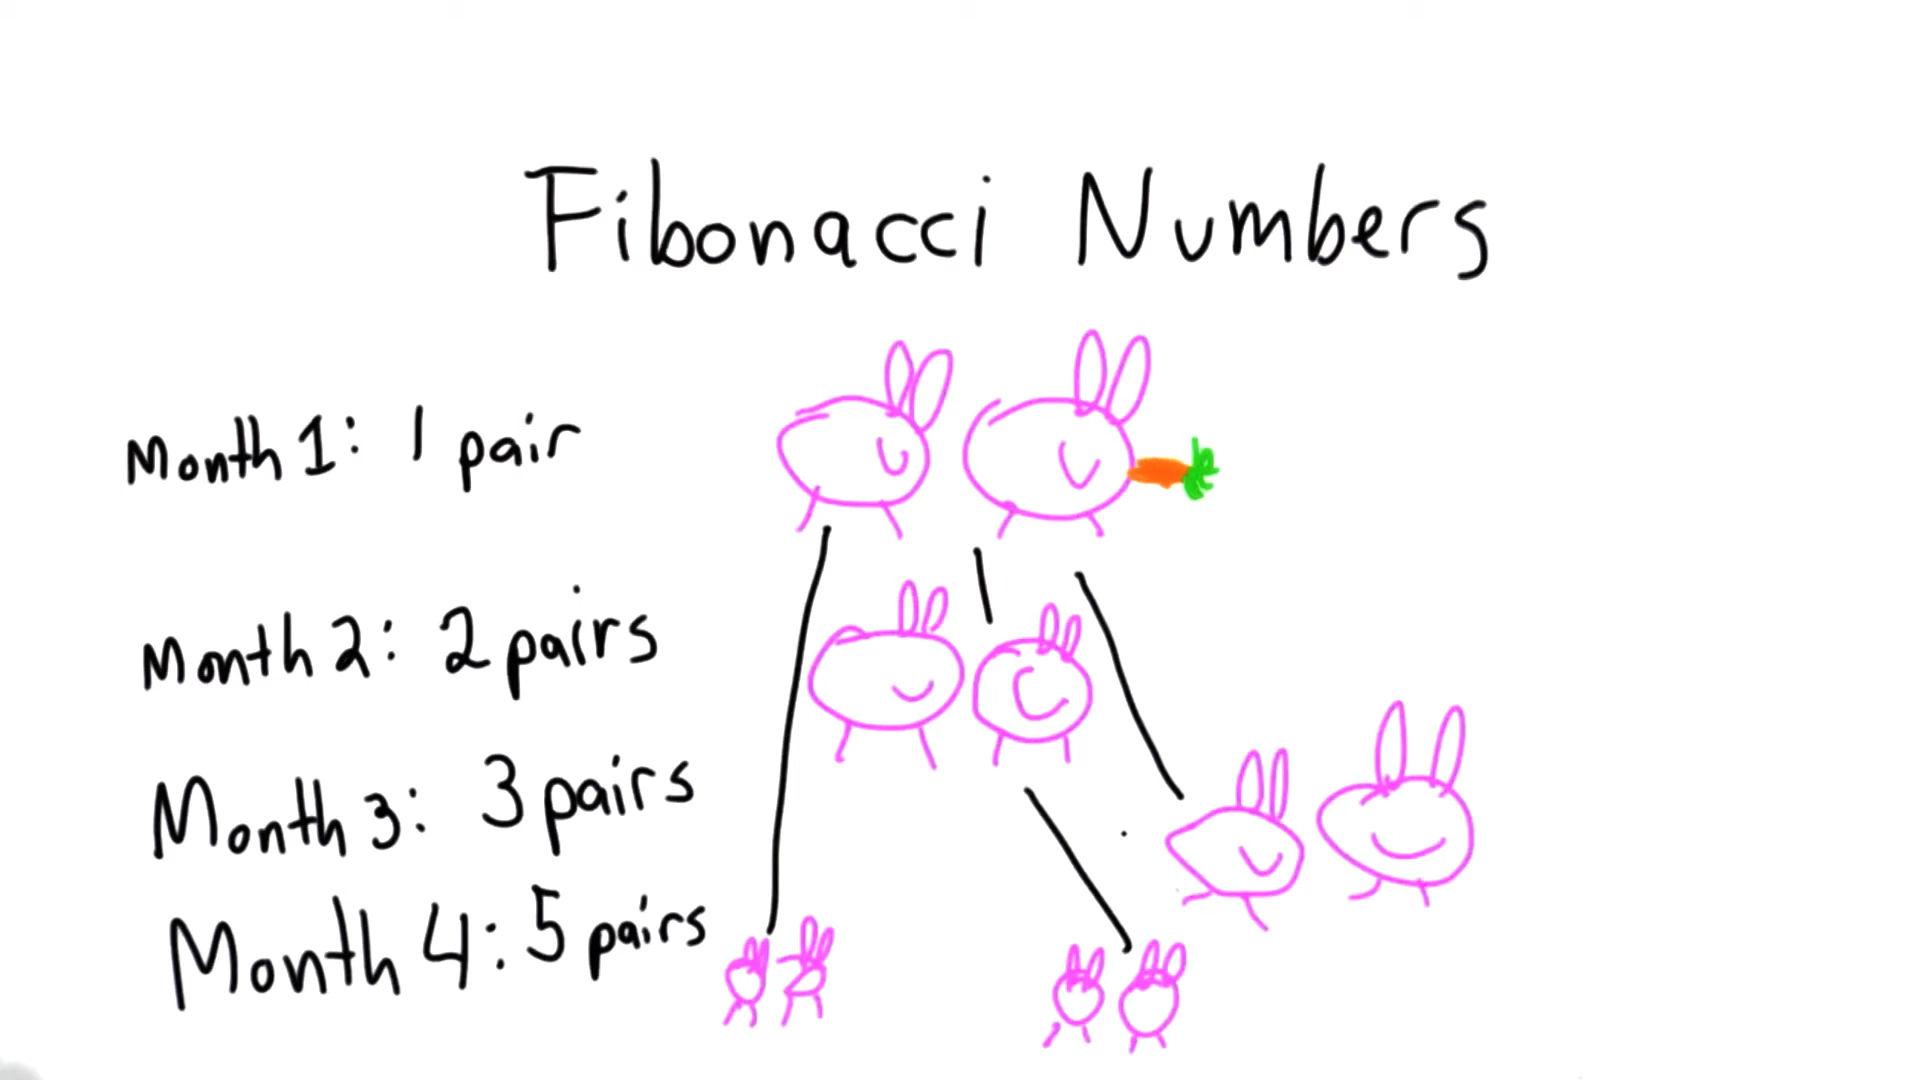 Fibonacci Numbers
Month 1: 1 pair
Month 2: 2 pairs
Month 3: 3 pairs
Month 4: 5 pairs